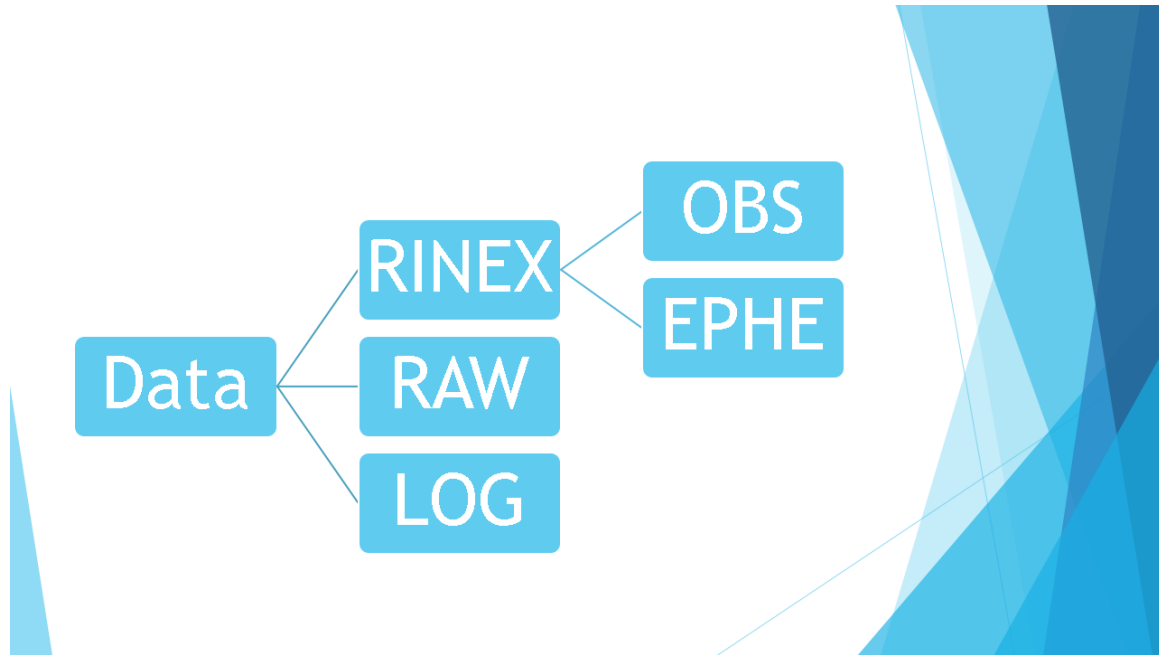 Data
RINEX
OBS
EPHE
RAW
LOG